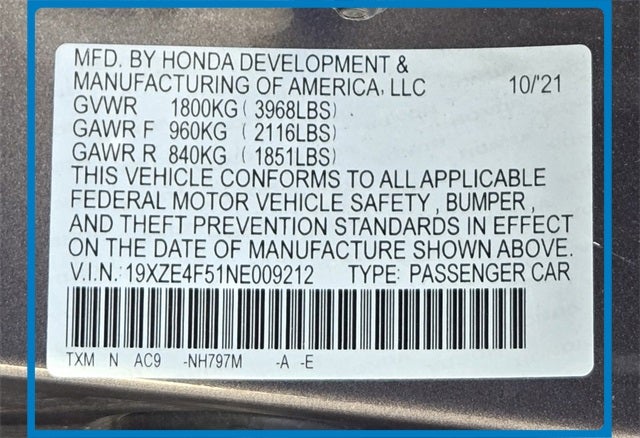 MFD. BY HONDA DEVELOPMENT &
MANUFACTURING OF AMERICA, LLC 10/'21
GVWR 1800KG ( 3968LBS)
GAWR F 960KG ( 2116LBS)
GAWR R 840KG ( 1851LBS)
THIS VEHICLE CONFORMS TO ALL APPLICABLE
FEDERAL MOTOR VEHICLE SAFETY , BUMPER ,
AND THEFT PREVENTION STANDARDS IN EFFECT
ON THE DATE OF MANUFACTURE SHOWN ABOVE.
V.I.N.: 19XZE4F51NE009212 TYPE: PASSENGER CAR
TXM N AC9 -NH797M -A -E